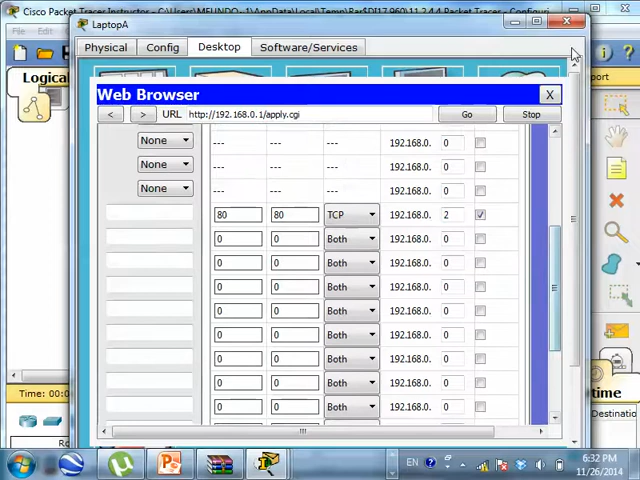 Cisco Packet Tracer Instructor - C:\Users\MEUNDO~1\AppData\Local\Temp\Rar$DI17.960\11.2.4.4 Packet Tracer - Configuri
File
LaptopA
Physical Config Desktop Software/Services
Logical
port
Web Browser X
< > URL http://192.168.0.1/apply.cgi Go Stop
None --- --- --- 192.168.0. 0
None --- --- --- 192.168.0. 0
None --- --- --- 192.168.0. 0
80 80 TCP 192.168.0. 2
0 0 Both 192.168.0. 0
0 0 Both 192.168.0. 0
0 0 Both 192.168.0. 0
0 0 Both 192.168.0. 0
0 0 Both 192.168.0. 0
0 0 Both 192.168.0. 0
0 0 Both 192.168.0. 0
0 0 Both 192.168.0. 0
Time: 00:0
time
Destinatio
Ro
EN
6:32 PM
11/26/2014